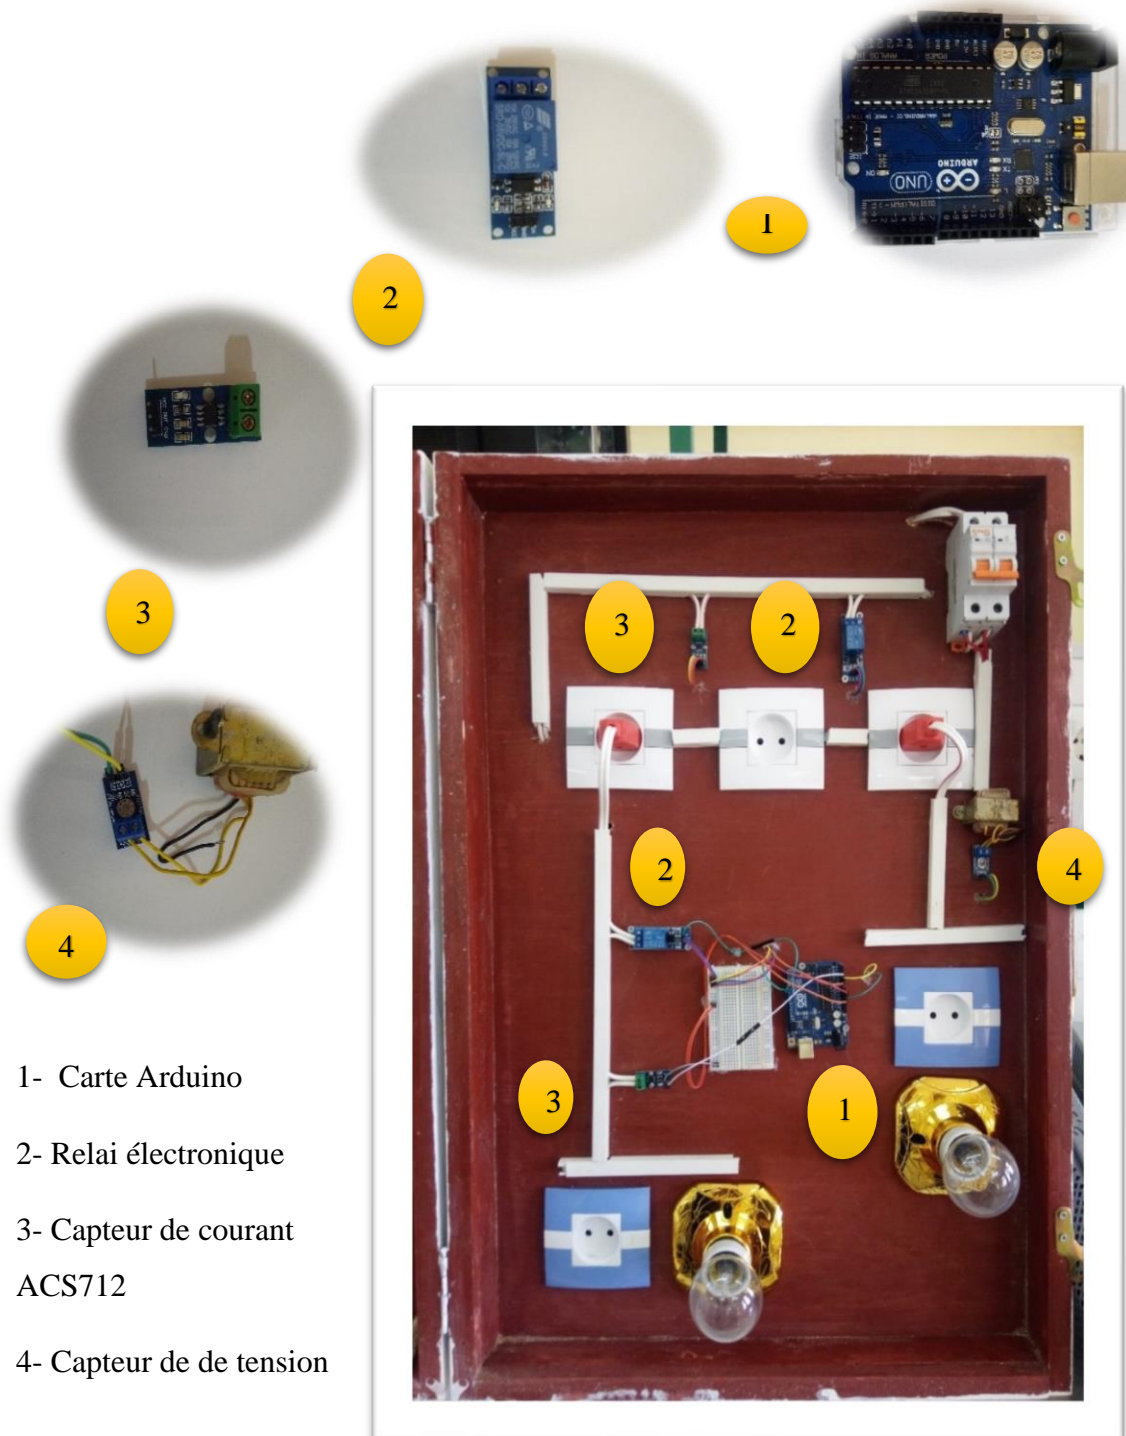 1
ARDUINO
UNO
2
3
3
2
4
2
4
3
1
1- Carte Arduino
2- Relai électronique
3- Capteur de courant
ACS712
4- Capteur de de tension